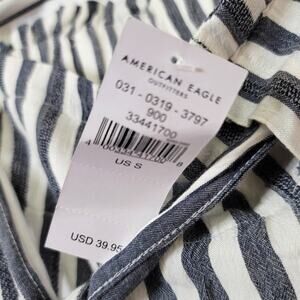 AMERICAN EAGLE
OUTFITTERS
031 - 0319 - 3797
900
33441700
US S
USD 39.95